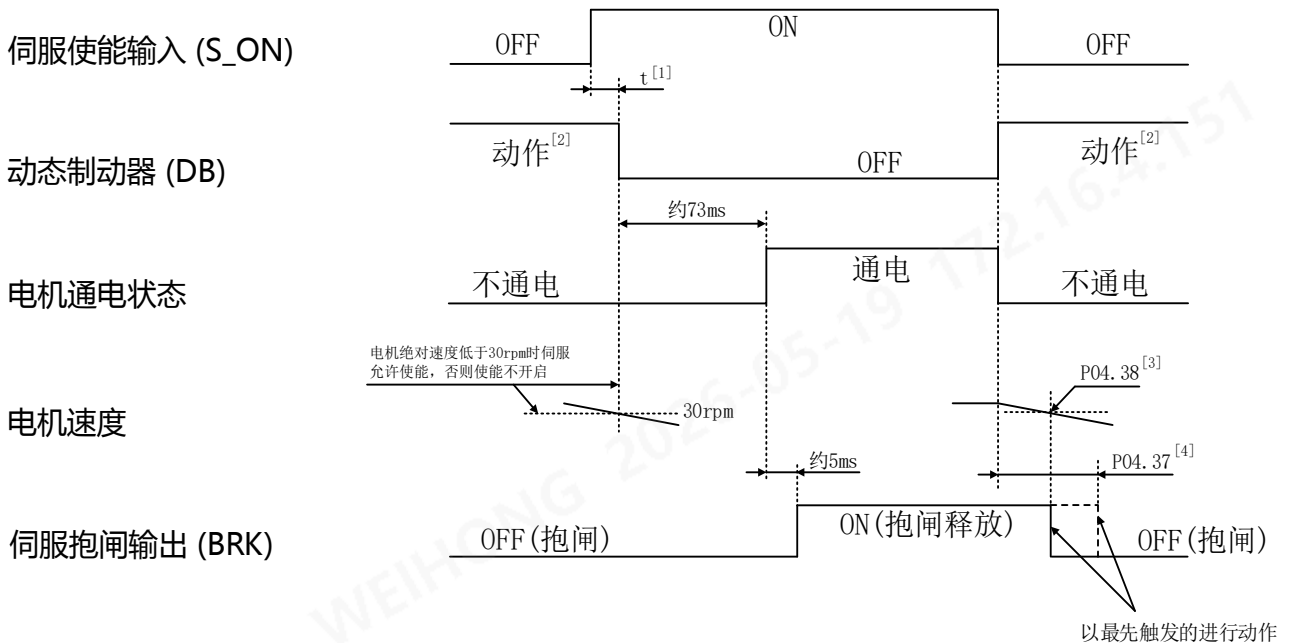 伺服使能输入 (S_ON)
OFF
ON
OFF
t[1]
动态制动器 (DB)
动作[2]
OFF
动作[2]
约73ms
电机通电状态
不通电
通电
不通电
电机绝对速度低于30rpm时伺服
允许使能，否则使能不开启
P04.38[3]
电机速度
30rpm
约5ms
P04.37[4]
伺服抱闸输出 (BRK)
OFF(抱闸)
ON(抱闸释放)
OFF(抱闸)
以最先触发的进行动作
WEIHONG 2026-05-19 172.16.4.151